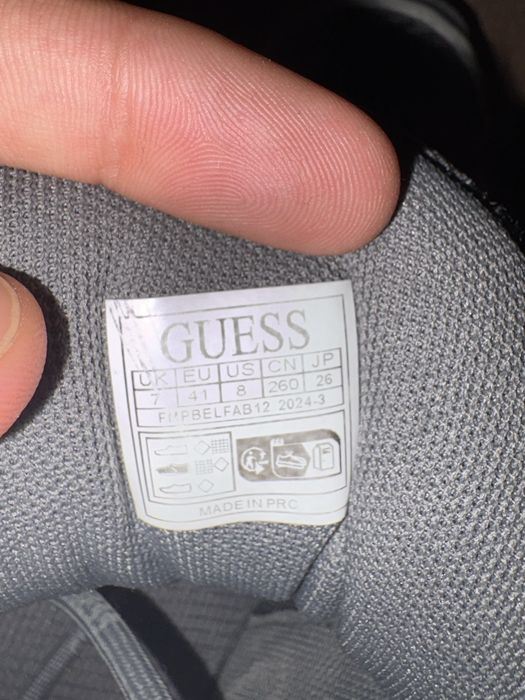 GUESS
UK EU US CN JP
7 41 8 260 26
FMPBELFAB12 2024-3
MADE IN PRC